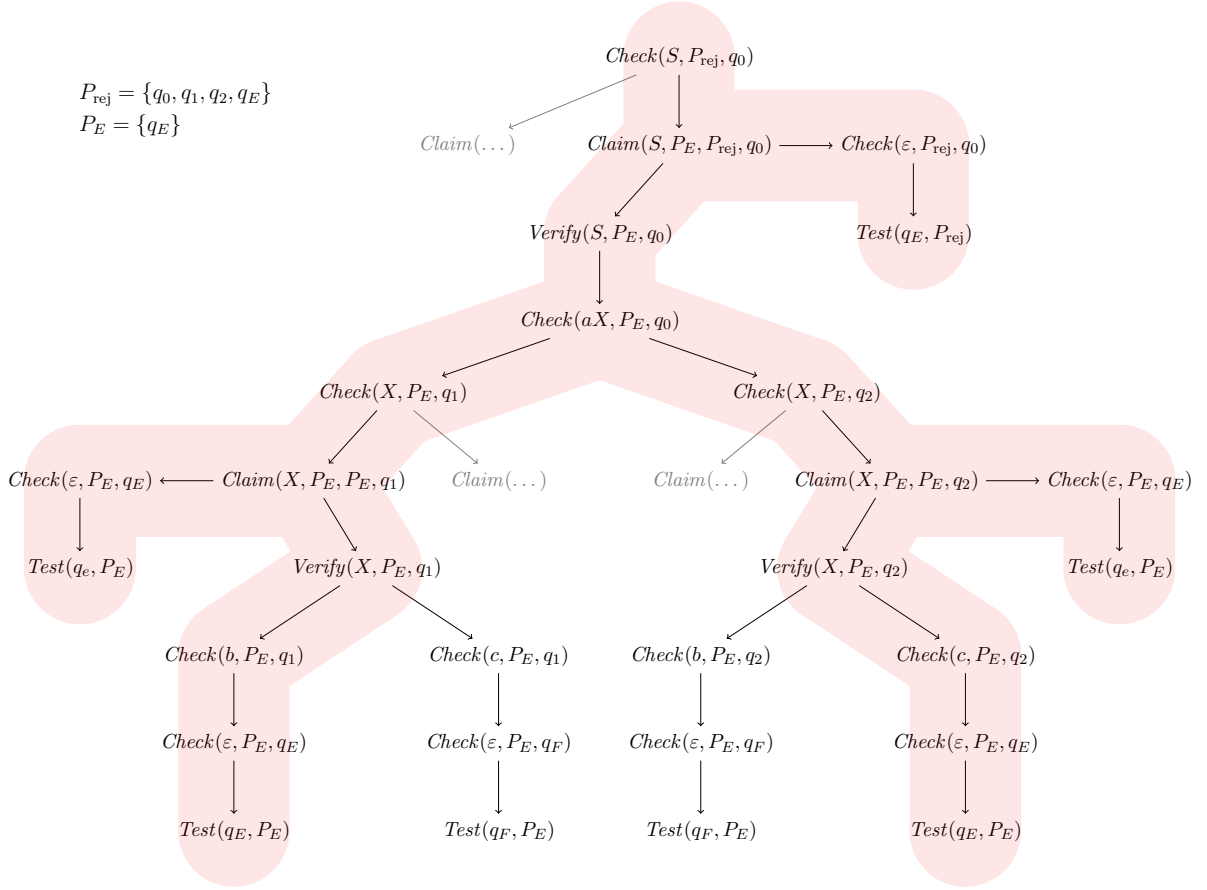 Check(S, P_rej, q_0)
P_rej = {q_0, q_1, q_2, q_E}
P_E = {q_E}
Claim(...)
Claim(S, P_E, P_rej, q_0)
Check(ε, P_rej, q_0)
Verify(S, P_E, q_0)
Test(q_E, P_rej)
Check(aX, P_E, q_0)
Check(X, P_E, q_1)
Check(X, P_E, q_2)
Check(ε, P_E, q_E)
Claim(X, P_E, P_E, q_1)
Claim(...)
Claim(...)
Claim(X, P_E, P_E, q_2)
Check(ε, P_E, q_E)
Test(q_e, P_E)
Verify(X, P_E, q_1)
Verify(X, P_E, q_2)
Test(q_e, P_E)
Check(b, P_E, q_1)
Check(c, P_E, q_1)
Check(b, P_E, q_2)
Check(c, P_E, q_2)
Check(ε, P_E, q_E)
Check(ε, P_E, q_F)
Check(ε, P_E, q_F)
Check(ε, P_E, q_E)
Test(q_E, P_E)
Test(q_F, P_E)
Test(q_F, P_E)
Test(q_E, P_E)